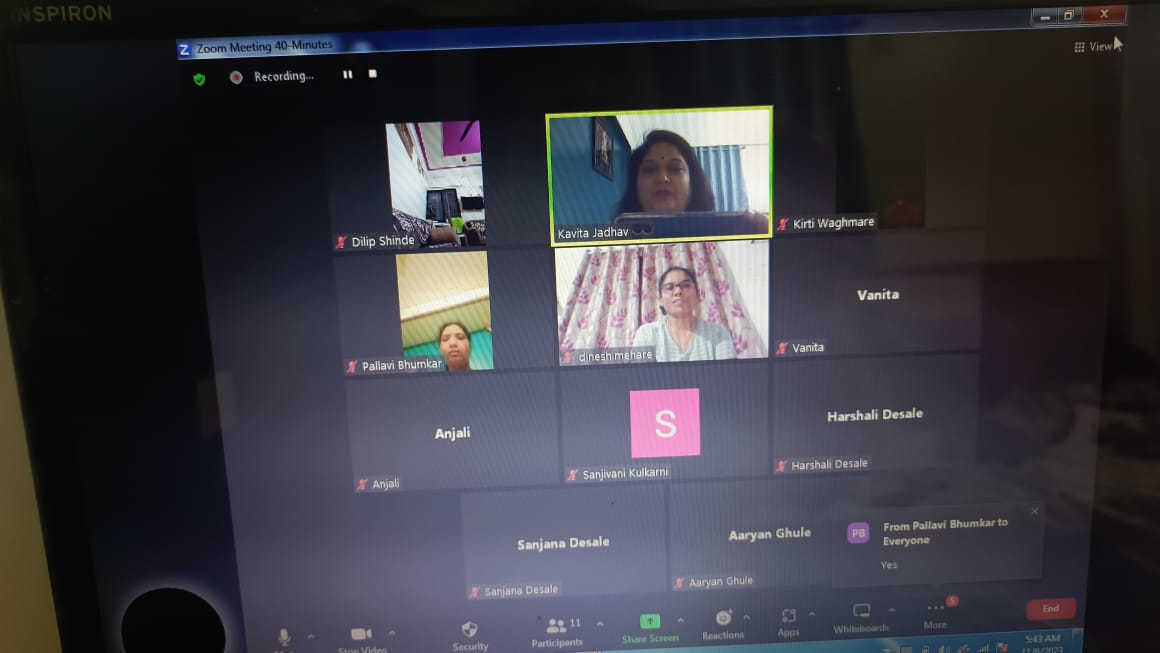 INSPIRON
Zoom Meeting 40-Minutes
Recording...
View
Dilip Shinde
Kavita Jadhav
Kirti Waghmare
Pallavi Bhumkar
dineshmehare
Vanita
Vanita
Anjali
Anjali
S
Sanjivani Kulkarni
Harshali Desale
Harshali Desale
Sanjana Desale
Sanjana Desale
Aaryan Ghule
Aaryan Ghule
PB
From Pallavi Bhumkar to
Everyone
Yes
Stop Video
Security
11
Participants
Share Screen
Reactions
Apps
Whiteboards
5
More
End
5:43 AM